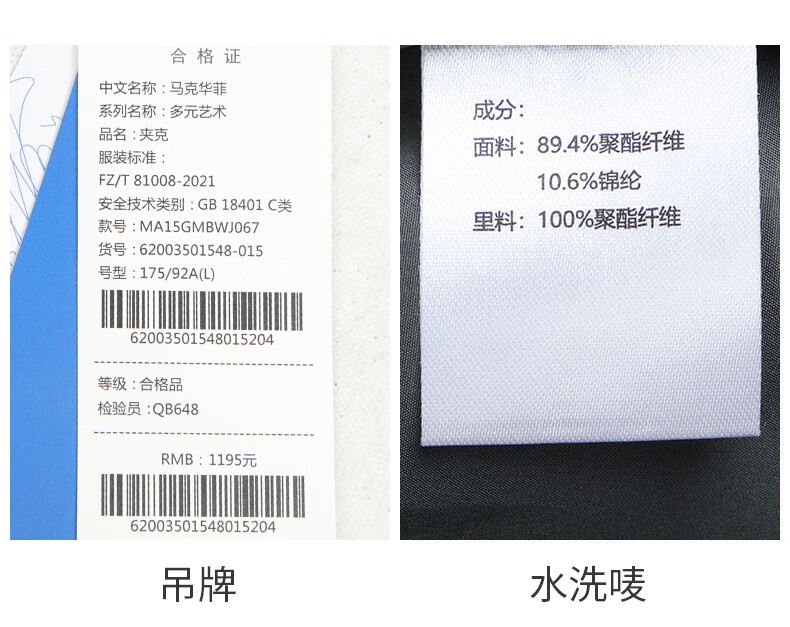 合格证
中文名称：马克华菲
系列名称：多元艺术
品名：夹克
服装标准：
FZ/T 81008-2021
安全技术类别：GB 18401 C类
款号：MA15GMBWJ067
货号：62003501548-015
号型：175/92A(L)
62003501548015204
等级：合格品
检验员：QB648
RMB：1195元
62003501548015204
吊牌
成分：
面料：89.4%聚酯纤维
10.6%锦纶
里料：100%聚酯纤维
水洗唛